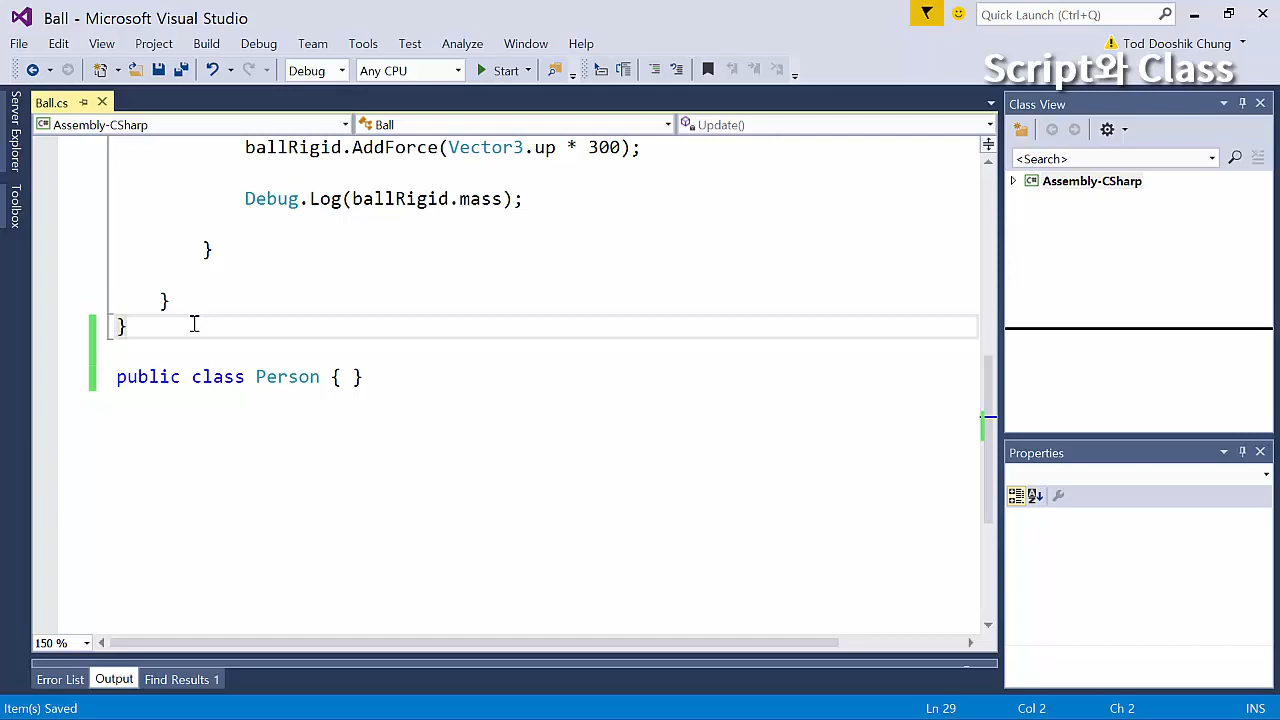 Ball - Microsoft Visual Studio
Quick Launch (Ctrl+Q)
File Edit View Project Build Debug Team Tools Test Analyze Window Help
Tod Dooshik Chung
Debug
Any CPU
Start
Script와 Class
Server Explorer
Toolbox
Ball.cs
Assembly-CSharp
Ball
Update()
ballRigid.AddForce(Vector3.up * 300);
Debug.Log(ballRigid.mass);
}
}
}
public class Person { }
150 %
Class View
<Search>
Assembly-CSharp
Properties
Error List
Output
Find Results 1
Item(s) Saved
Ln 29
Col 2
Ch 2
INS